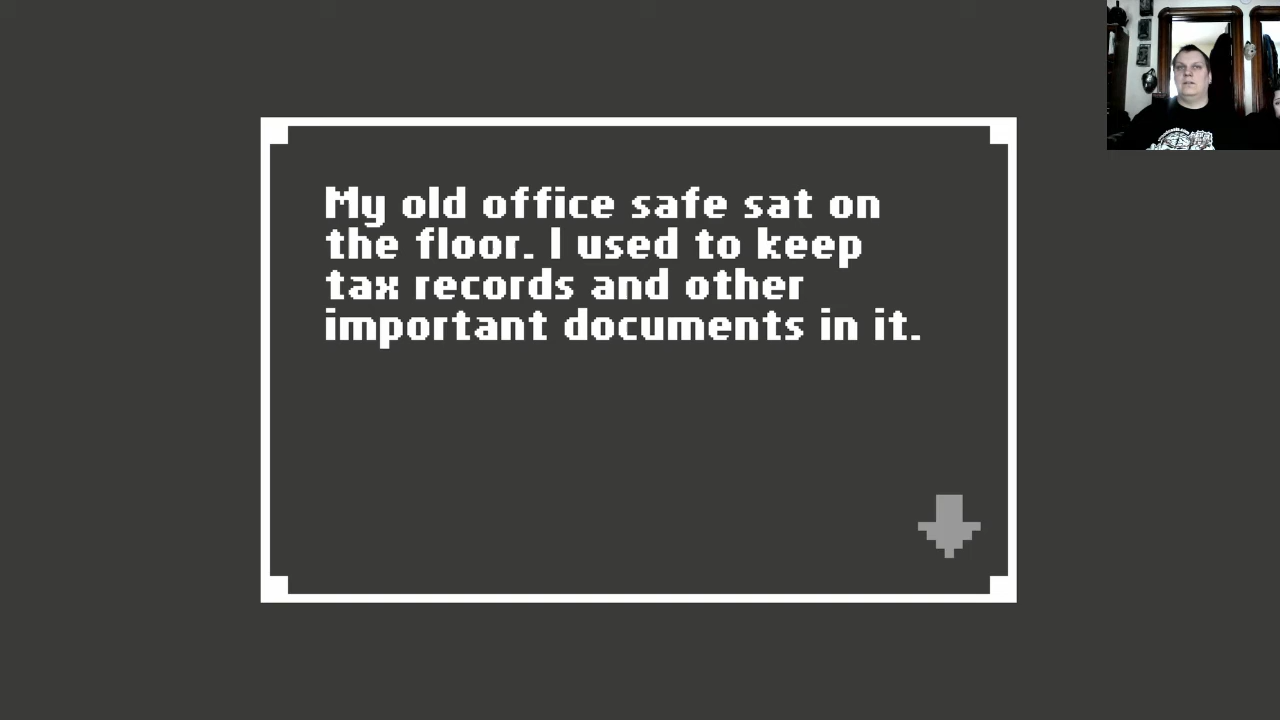 My old office safe sat on
the floor. I used to keep
tax records and other
important documents in it.